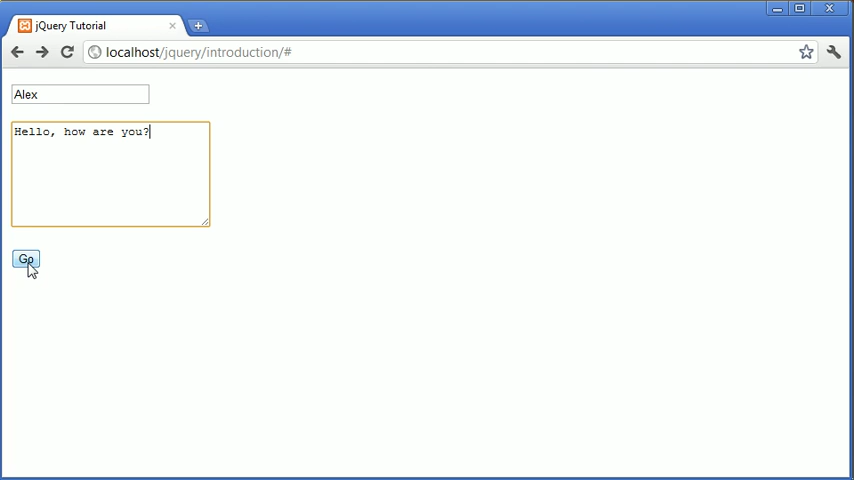 jQuery Tutorial
localhost/jquery/introduction/#
Alex
Hello, how are you?
Go